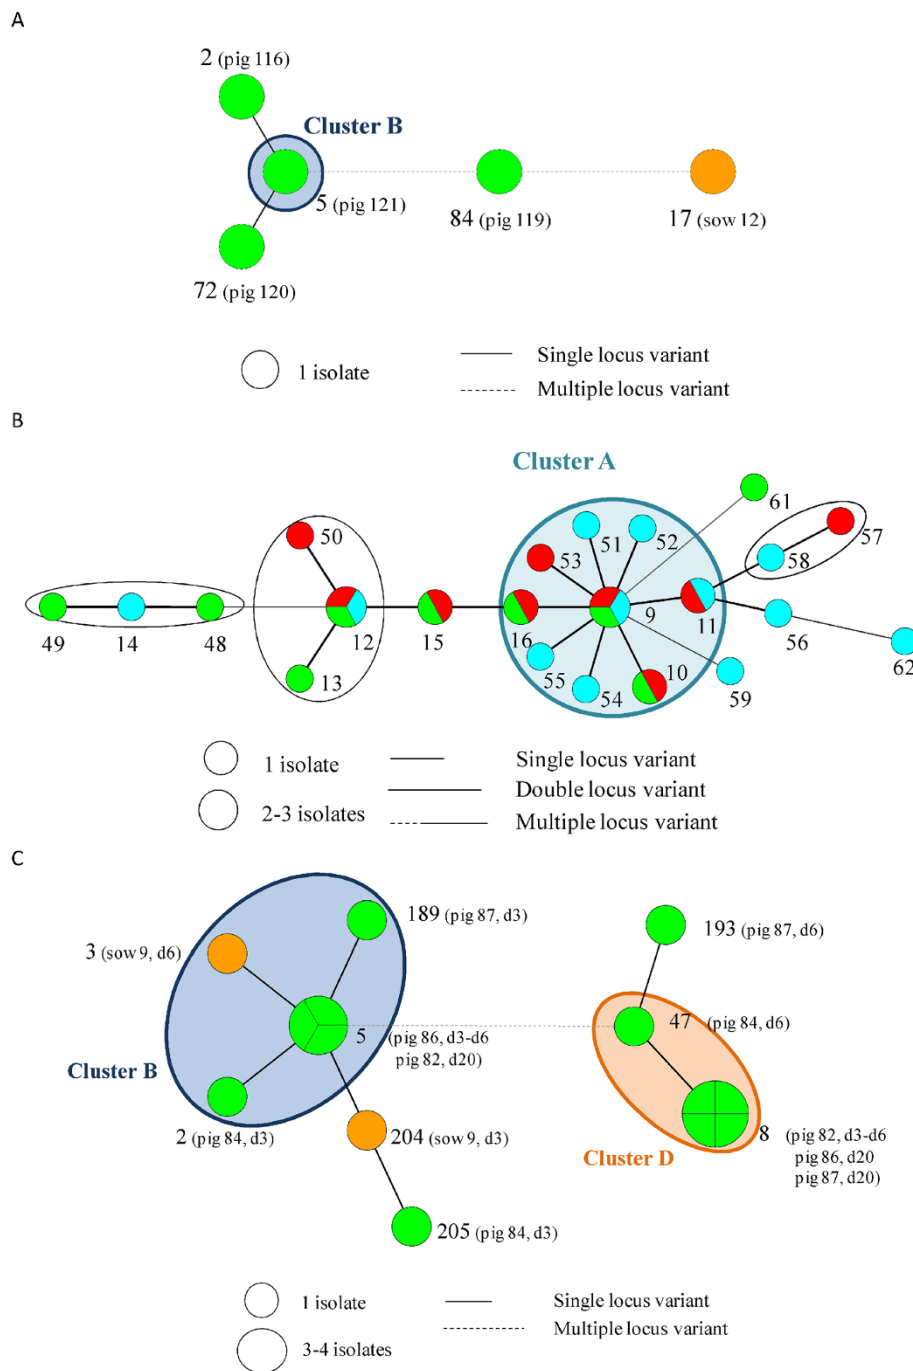 A
2 (pig 116)
Cluster B
5 (pig 121)
84 (pig 119)
17 (sow 12)
72 (pig 120)
1 isolate
Single locus variant
Multiple locus variant
B
Cluster A
61
50
51
52
53
58
57
49
14
48
12
15
16
9
11
56
62
13
55
54
10
59
1 isolate
Single locus variant
Double locus variant
2-3 isolates
Multiple locus variant
C
189 (pig 87, d3)
193 (pig 87, d6)
3 (sow 9, d6)
5 (pig 86, d3-d6
pig 82, d20)
47 (pig 84, d6)
Cluster B
2 (pig 84, d3)
204 (sow 9, d3)
Cluster D
8 (pig 82, d3-d6
pig 86, d20
pig 87, d20)
205 (pig 84, d3)
1 isolate
Single locus variant
Multiple locus variant
3-4 isolates